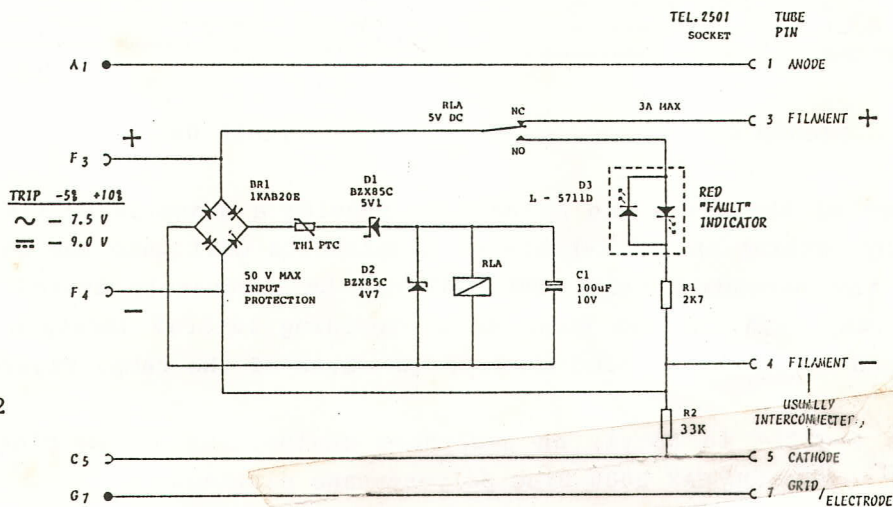 TEL.2501 TUBE
SOCKET PIN
A1 1 ANODE
RLA
5V DC
NC
3A MAX
3 FILAMENT +
+
F3
NO
TRIP -5% +10%
~ — 7.5 V
⎓ — 9.0 V
BR1
1KAB20E
D1
BZX85C
5V1
D3
L - 5711D
RED
"FAULT"
INDICATOR
TH1 PTC
F4
50 V MAX
INPUT
PROTECTION
D2
BZX85C
4V7
RLA
C1
100uF
10V
R1
2K7
—
4 FILAMENT —
2
R2
33K
USUALLY
INTERCONNECTED,
C5 5 CATHODE
G7 7 GRID/
ELECTRODE